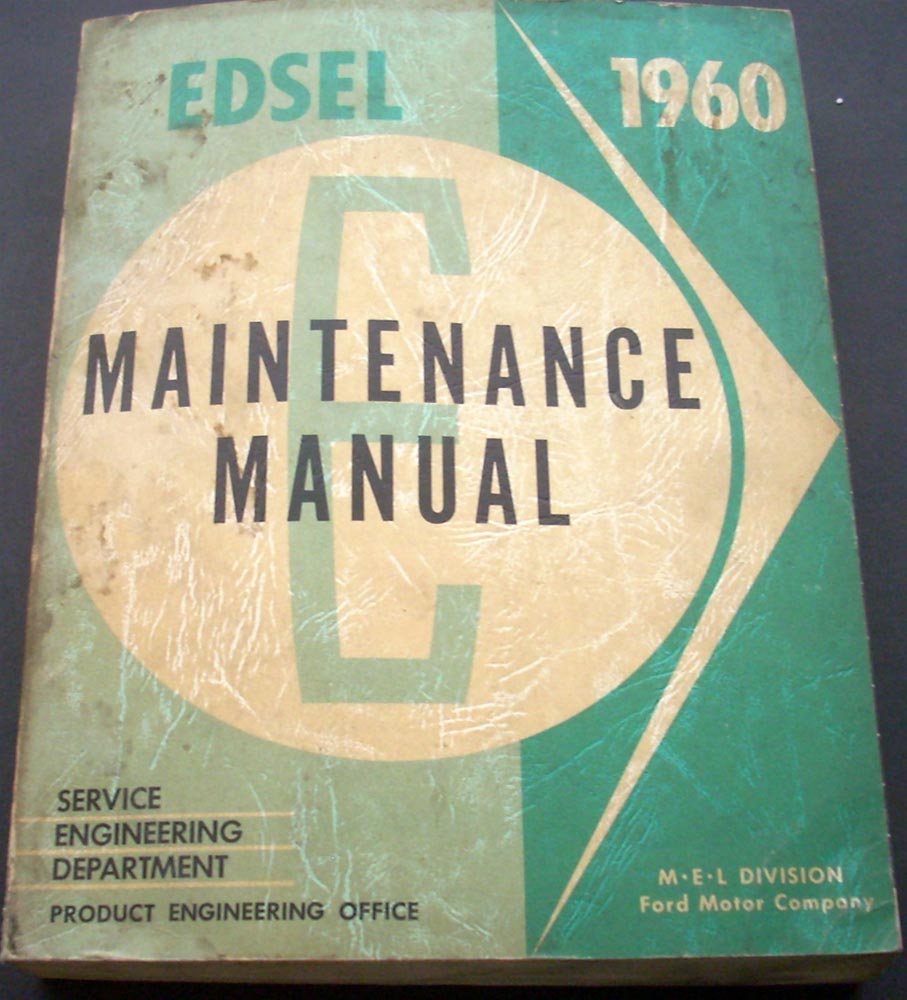 EDSEL
1960
E
MAINTENANCE
MANUAL
SERVICE
ENGINEERING
DEPARTMENT
PRODUCT ENGINEERING OFFICE
M•E•L DIVISION
Ford Motor Company